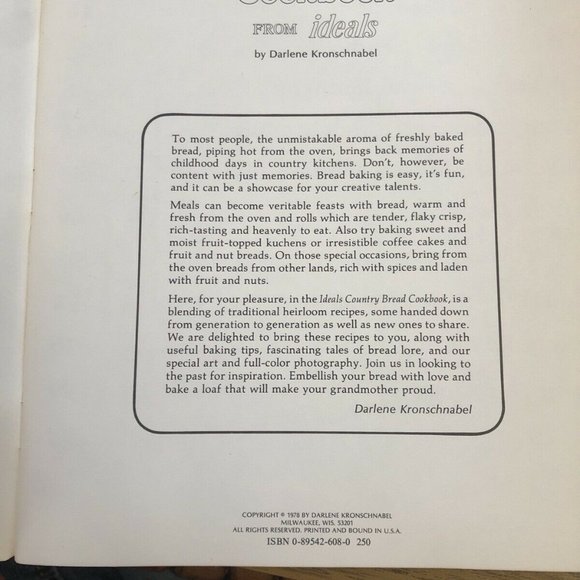 Cookbook
FROM ideals
by Darlene Kronschnabel
To most people, the unmistakable aroma of freshly baked
bread, piping hot from the oven, brings back memories of
childhood days in country kitchens. Don't, however, be
content with just memories. Bread baking is easy, it's fun,
and it can be a showcase for your creative talents.
Meals can become veritable feasts with bread, warm and
fresh from the oven and rolls which are tender, flaky crisp,
rich-tasting and heavenly to eat. Also try baking sweet and
moist fruit-topped kuchens or irresistible coffee cakes and
fruit and nut breads. On those special occasions, bring from
the oven breads from other lands, rich with spices and laden
with fruit and nuts.
Here, for your pleasure, in the Ideals Country Bread Cookbook, is a
blending of traditional heirloom recipes, some handed down
from generation to generation as well as new ones to share.
We are delighted to bring these recipes to you, along with
useful baking tips, fascinating tales of bread lore, and our
special art and full-color photography. Join us in looking to
the past for inspiration. Embellish your bread with love and
bake a loaf that will make your grandmother proud.
Darlene Kronschnabel
COPYRIGHT © 1978 BY DARLENE KRONSCHNABEL
MILWAUKEE, WIS. 53201
ALL RIGHTS RESERVED. PRINTED AND BOUND IN U.S.A.
ISBN 0-89542-608-0 250